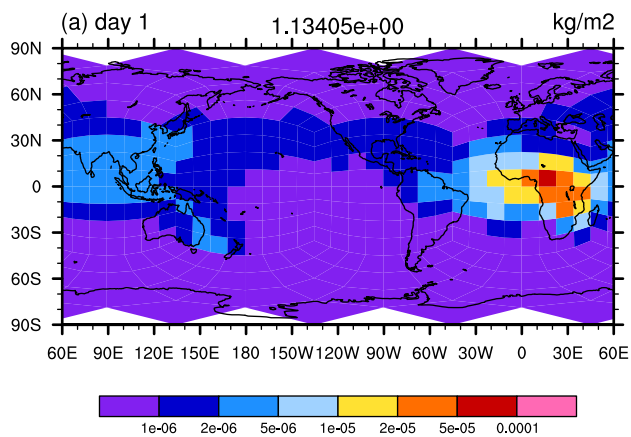 (a) day 1 1.13405e+00 kg/m2
90N
60N
30N
0
30S
60S
90S
60E 90E 120E 150E 180 150W 120W 90W 60W 30W 0 30E 60E
1e-06 2e-06 5e-06 1e-05 2e-05 5e-05 0.0001